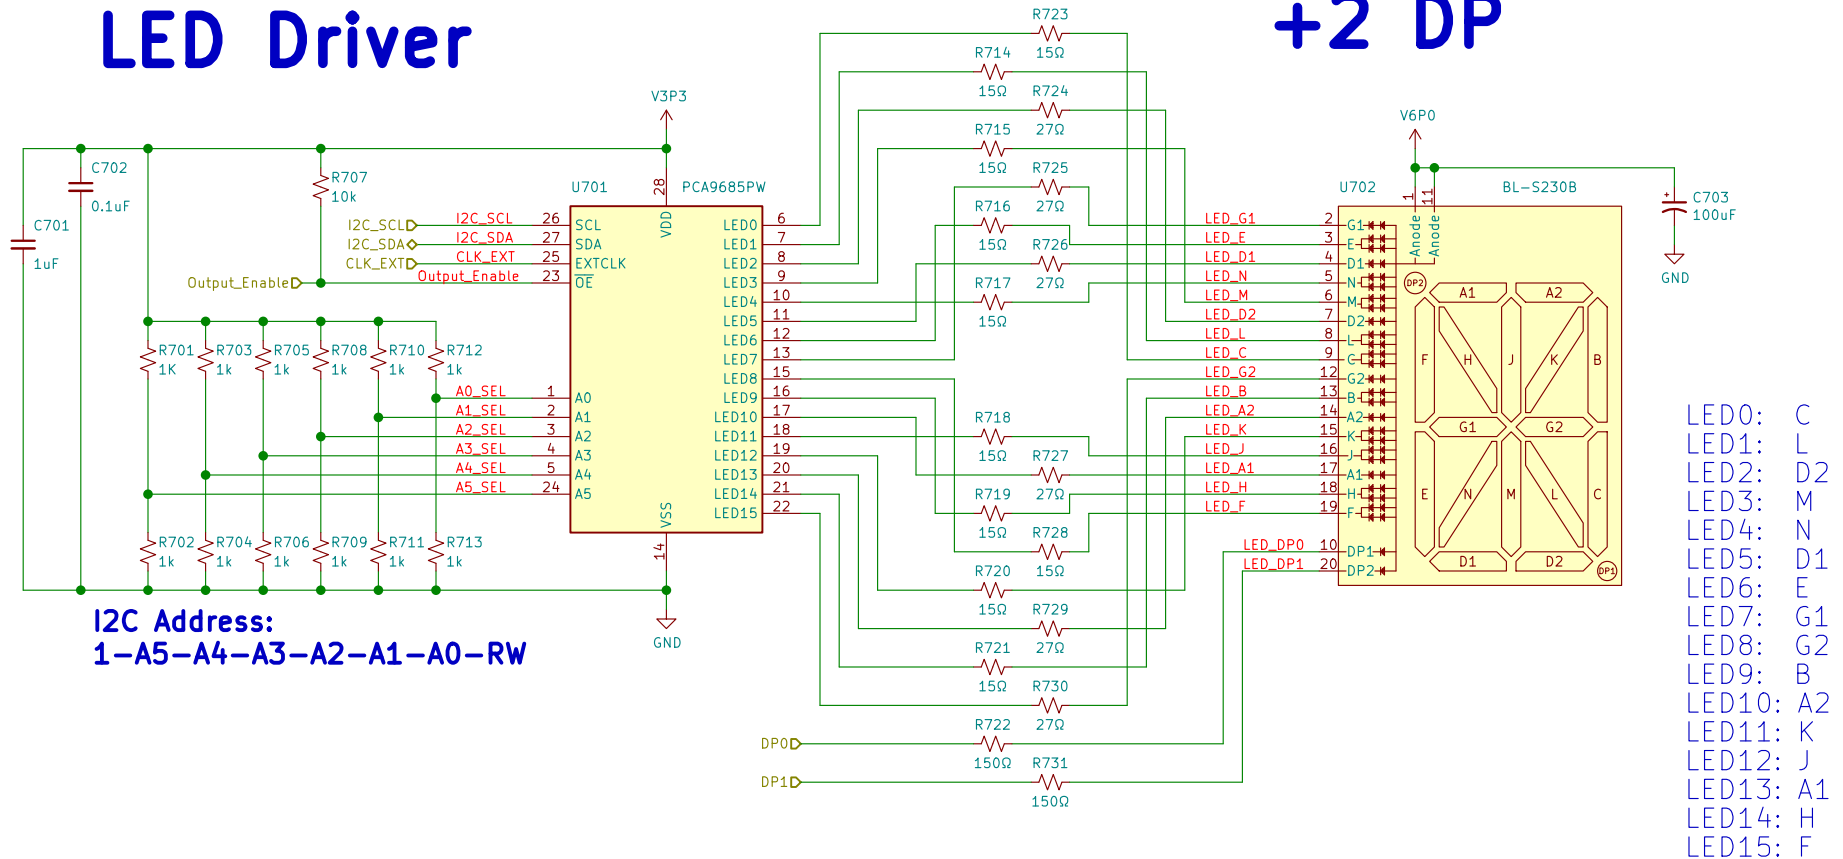 LED Driver
+2 DP
V3P3
C702
0.1uF
C701
1uF
R707
10k
I2C_SCL
I2C_SDA
CLK_EXT
Output_Enable
I2C_SCL
I2C_SDA
CLK_EXT
Output_Enable
R701
1K
R703
1k
R705
1k
R708
1k
R710
1k
R712
1k
A0_SEL
A1_SEL
A2_SEL
A3_SEL
A4_SEL
A5_SEL
R702
1k
R704
1k
R706
1k
R709
1k
R711
1k
R713
1k
I2C Address:
1-A5-A4-A3-A2-A1-A0-RW
U701
PCA9685PW
28
VDD
26 SCL
27 SDA
25 EXTCLK
23 OE
1 A0
2 A1
3 A2
4 A3
5 A4
24 A5
VSS
14
GND
LED0 6
LED1 7
LED2 8
LED3 9
LED4 10
LED5 11
LED6 12
LED7 13
LED8 15
LED9 16
LED10 17
LED11 18
LED12 19
LED13 20
LED14 21
LED15 22
R723
15Ω
R714
15Ω
R724
27Ω
R715
15Ω
R725
27Ω
R716
15Ω
R726
27Ω
R717
15Ω
R718
15Ω
R727
27Ω
R719
15Ω
R728
15Ω
R720
15Ω
R729
27Ω
R721
15Ω
R730
27Ω
R722
150Ω
R731
150Ω
DP0
DP1
V6P0
U702
BL-S230B
1
11
Anode
Anode
LED_G1 2 G1
LED_E 3 E
LED_D1 4 D1
LED_N 5 N
LED_M 6 M
LED_D2 7 D2
LED_L 8 L
LED_C 9 C
LED_G2 12 G2
LED_B 13 B
LED_A2 14 A2
LED_K 15 K
LED_J 16 J
LED_A1 17 A1
LED_H 18 H
LED_F 19 F
LED_DP0 10 DP1
LED_DP1 20 DP2
DP2
A1 A2
F H J K B
G1 G2
E N M L C
D1 D2
DP1
C703
100uF
GND
LED0: C
LED1: L
LED2: D2
LED3: M
LED4: N
LED5: D1
LED6: E
LED7: G1
LED8: G2
LED9: B
LED10: A2
LED11: K
LED12: J
LED13: A1
LED14: H
LED15: F